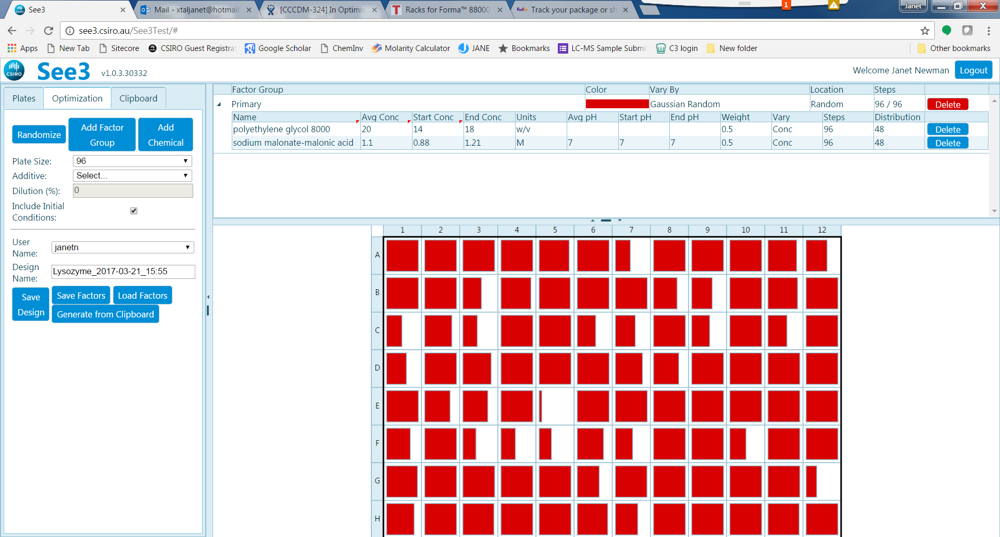 See3
Mail - xtaljanet@hotmail
[CCCDM-324] In Optimis
Racks for Forma™ 88000
FedEx Track your package or sh
1
Janet
see3.csiro.au/See3Test/#
Apps
New Tab
Sitecore
CSIRO Guest Registrat
Google Scholar
ChemInv
Molarity Calculator
JANE
Bookmarks
LC-MS Sample Submi
C3 login
New folder
Other bookmarks
CSIRO
See3
v1.0.3.30332
Welcome Janet Newman
Logout
Plates
Optimization
Clipboard
Randomize
Add Factor
Group
Add
Chemical
Plate Size:
96
Additive:
Select...
Dilution (%):
0
Include Initial
Conditions:
User
Name:
janetn
Design
Name:
Lysozyme_2017-03-21_15:55
Save
Design
Save Factors
Load Factors
Generate from Clipboard
Factor Group Color Vary By Location Steps
Primary Gaussian Random Random 96 / 96 Delete
Name Avg Conc Start Conc End Conc Units Avg pH Start pH End pH Weight Vary Steps Distribution
polyethylene glycol 8000 20 14 18 w/v 0.5 Conc 96 48 Delete
sodium malonate-malonic acid 1.1 0.88 1.21 M 7 7 7 0.5 Conc 96 48 Delete
1 2 3 4 5 6 7 8 9 10 11 12
A
B
C
D
E
F
G
H